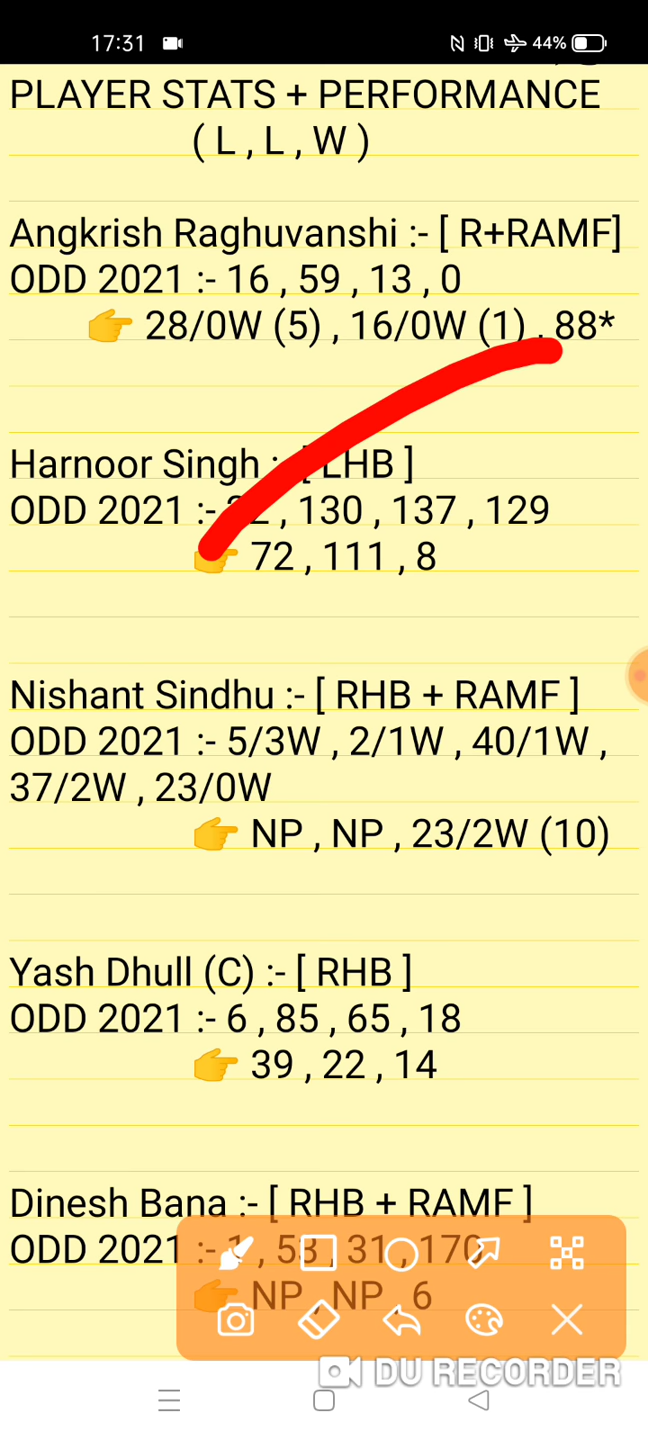 17:31 44%
PLAYER STATS + PERFORMANCE
( L , L , W )
Angkrish Raghuvanshi :- [ R+RAMF]
ODD 2021 :- 16 , 59 , 13 , 0
👉 28/0W (5) , 16/0W (1) , 88*
Harnoor Singh :- [ LHB ]
ODD 2021 :- , 130 , 137 , 129
👉 72 , 111 , 8
Nishant Sindhu :- [ RHB + RAMF ]
ODD 2021 :- 5/3W , 2/1W , 40/1W ,
37/2W , 23/0W
👉 NP , NP , 23/2W (10)
Yash Dhull (C) :- [ RHB ]
ODD 2021 :- 6 , 85 , 65 , 18
👉 39 , 22 , 14
Dinesh Bana :- [ RHB + RAMF ]
ODD 2021 :- 1 , 53 , 31 , 170
👉 NP , NP , 6
DU RECORDER